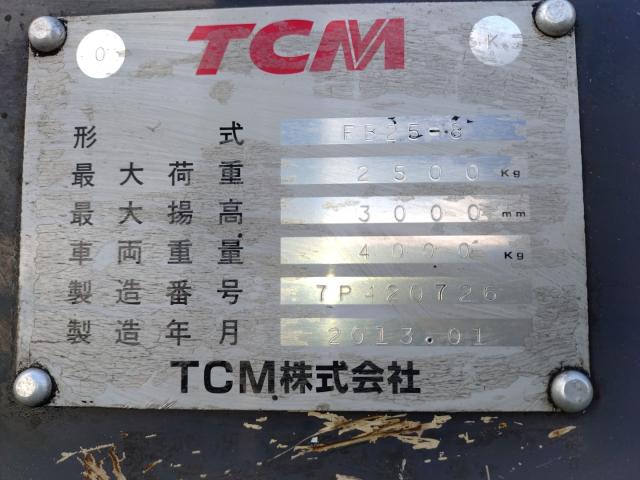 O TCM K
形式 FB25-8
最大荷重 2500 Kg
最大揚高 3000 mm
車両重量 4000 Kg
製造番号 7P420726
製造年月 2013.01
TCM株式会社